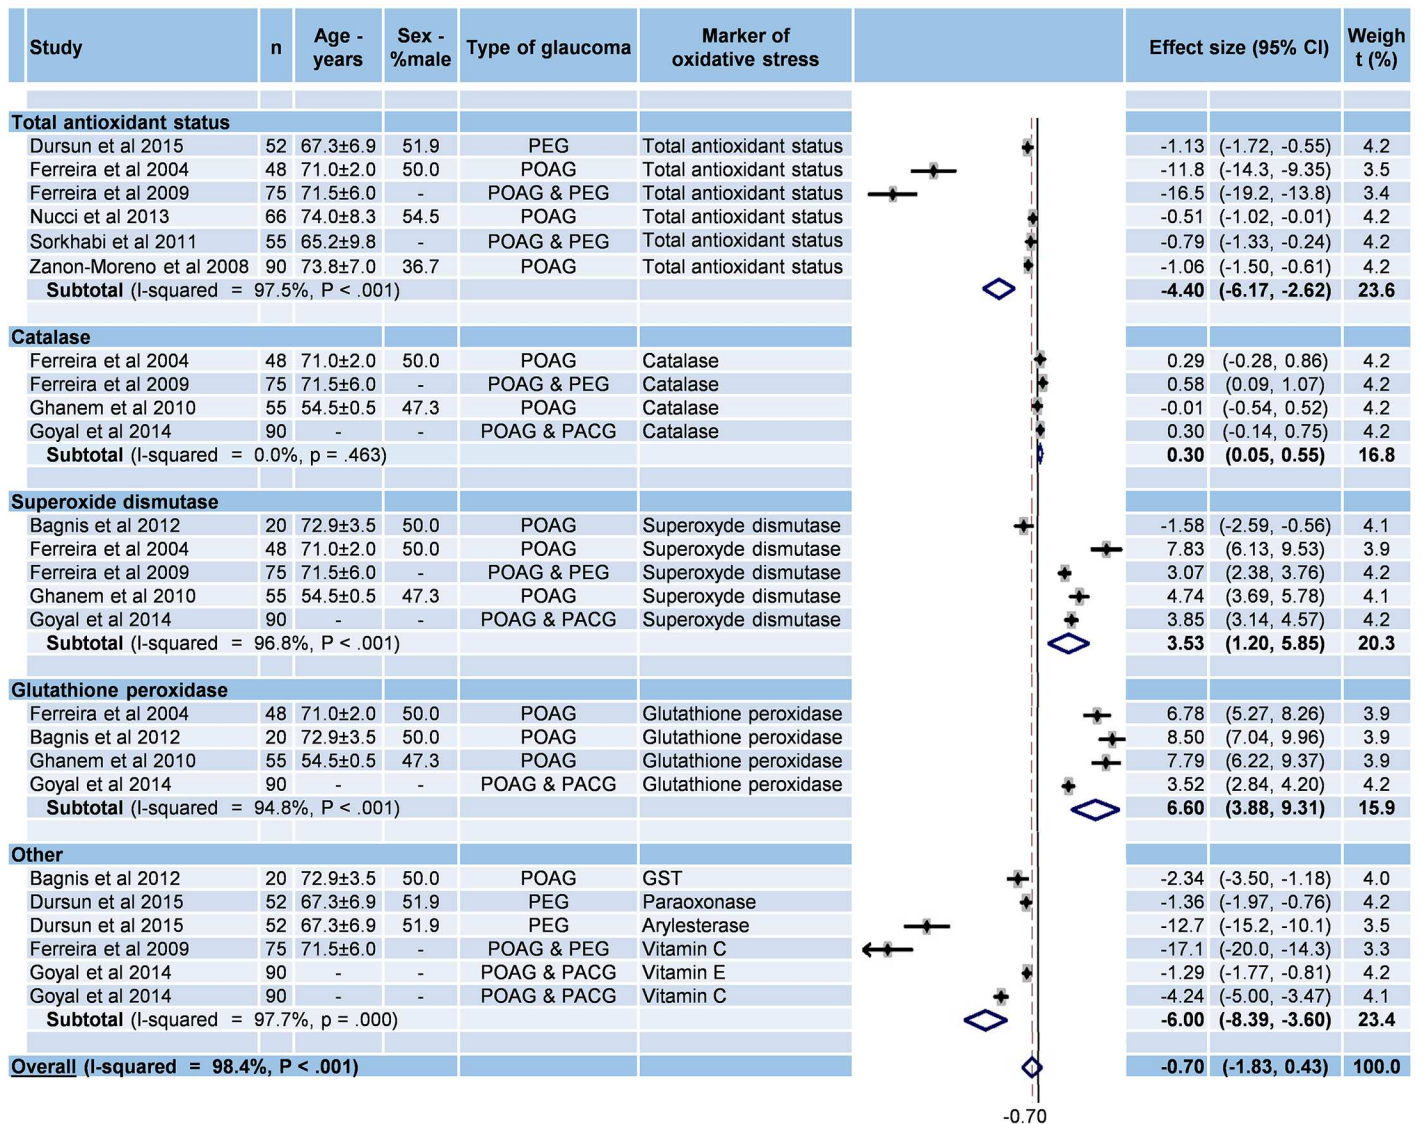 Study n Age - years Sex - %male Type of glaucoma Marker of oxidative stress Effect size (95% CI) Weigh t (%)
Total antioxidant status
Dursun et al 2015 52 67.3±6.9 51.9 PEG Total antioxidant status -1.13 (-1.72, -0.55) 4.2
Ferreira et al 2004 48 71.0±2.0 50.0 POAG Total antioxidant status -11.8 (-14.3, -9.35) 3.5
Ferreira et al 2009 75 71.5±6.0 - POAG & PEG Total antioxidant status -16.5 (-19.2, -13.8) 3.4
Nucci et al 2013 66 74.0±8.3 54.5 POAG Total antioxidant status -0.51 (-1.02, -0.01) 4.2
Sorkhabi et al 2011 55 65.2±9.8 - POAG & PEG Total antioxidant status -0.79 (-1.33, -0.24) 4.2
Zanon-Moreno et al 2008 90 73.8±7.0 36.7 POAG Total antioxidant status -1.06 (-1.50, -0.61) 4.2
Subtotal (I-squared = 97.5%, P < .001) -4.40 (-6.17, -2.62) 23.6
Catalase
Ferreira et al 2004 48 71.0±2.0 50.0 POAG Catalase 0.29 (-0.28, 0.86) 4.2
Ferreira et al 2009 75 71.5±6.0 - POAG & PEG Catalase 0.58 (0.09, 1.07) 4.2
Ghanem et al 2010 55 54.5±0.5 47.3 POAG Catalase -0.01 (-0.54, 0.52) 4.2
Goyal et al 2014 90 - - POAG & PACG Catalase 0.30 (-0.14, 0.75) 4.2
Subtotal (I-squared = 0.0%, p = .463) 0.30 (0.05, 0.55) 16.8
Superoxide dismutase
Bagnis et al 2012 20 72.9±3.5 50.0 POAG Superoxyde dismutase -1.58 (-2.59, -0.56) 4.1
Ferreira et al 2004 48 71.0±2.0 50.0 POAG Superoxyde dismutase 7.83 (6.13, 9.53) 3.9
Ferreira et al 2009 75 71.5±6.0 - POAG & PEG Superoxyde dismutase 3.07 (2.38, 3.76) 4.2
Ghanem et al 2010 55 54.5±0.5 47.3 POAG Superoxyde dismutase 4.74 (3.69, 5.78) 4.1
Goyal et al 2014 90 - - POAG & PACG Superoxyde dismutase 3.85 (3.14, 4.57) 4.2
Subtotal (I-squared = 96.8%, P < .001) 3.53 (1.20, 5.85) 20.3
Glutathione peroxidase
Ferreira et al 2004 48 71.0±2.0 50.0 POAG Glutathione peroxidase 6.78 (5.27, 8.26) 3.9
Bagnis et al 2012 20 72.9±3.5 50.0 POAG Glutathione peroxidase 8.50 (7.04, 9.96) 3.9
Ghanem et al 2010 55 54.5±0.5 47.3 POAG Glutathione peroxidase 7.79 (6.22, 9.37) 3.9
Goyal et al 2014 90 - - POAG & PACG Glutathione peroxidase 3.52 (2.84, 4.20) 4.2
Subtotal (I-squared = 94.8%, P < .001) 6.60 (3.88, 9.31) 15.9
Other
Bagnis et al 2012 20 72.9±3.5 50.0 POAG GST -2.34 (-3.50, -1.18) 4.0
Dursun et al 2015 52 67.3±6.9 51.9 PEG Paraoxonase -1.36 (-1.97, -0.76) 4.2
Dursun et al 2015 52 67.3±6.9 51.9 PEG Arylesterase -12.7 (-15.2, -10.1) 3.5
Ferreira et al 2009 75 71.5±6.0 - POAG & PEG Vitamin C -17.1 (-20.0, -14.3) 3.3
Goyal et al 2014 90 - - POAG & PACG Vitamin E -1.29 (-1.77, -0.81) 4.2
Goyal et al 2014 90 - - POAG & PACG Vitamin C -4.24 (-5.00, -3.47) 4.1
Subtotal (I-squared = 97.7%, p = .000) -6.00 (-8.39, -3.60) 23.4
Overall (I-squared = 98.4%, P < .001) -0.70 (-1.83, 0.43) 100.0
-0.70